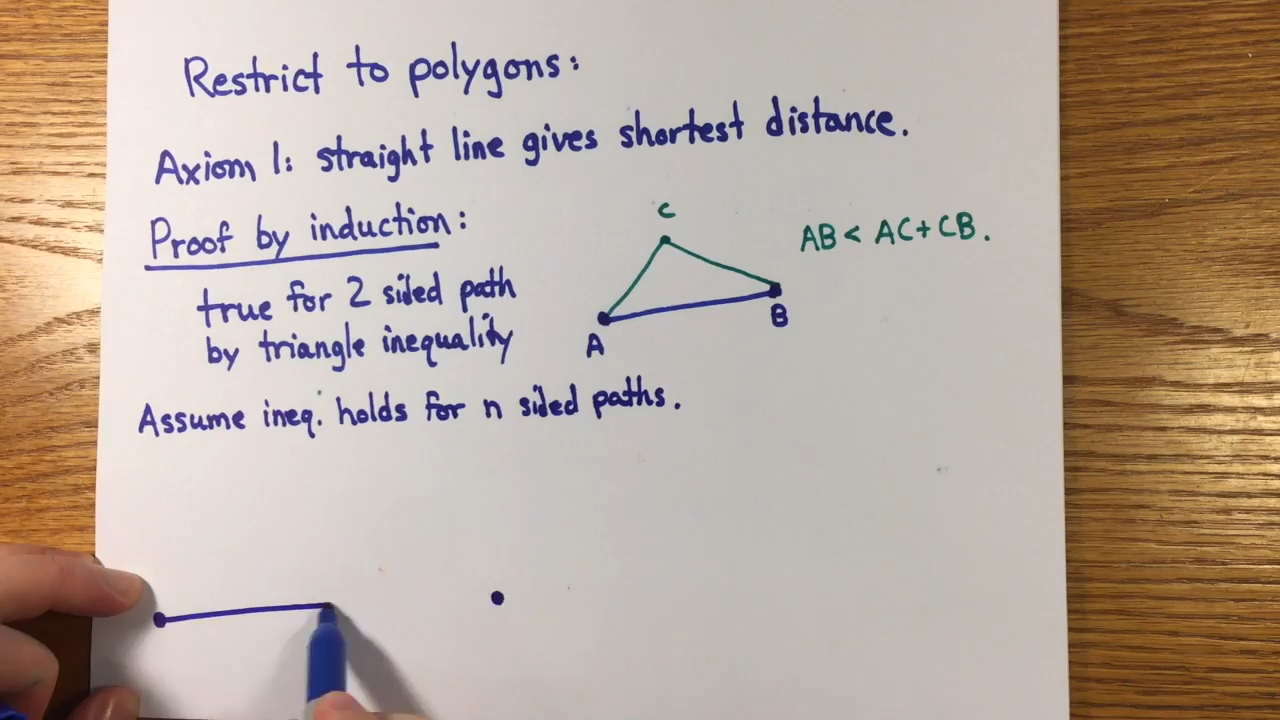 Restrict to polygons:
Axiom 1: straight line gives shortest distance.
Proof by induction:
C
AB < AC + CB.
true for 2 sided path
by triangle inequality
A
B
Assume ineq. holds for n sided paths.